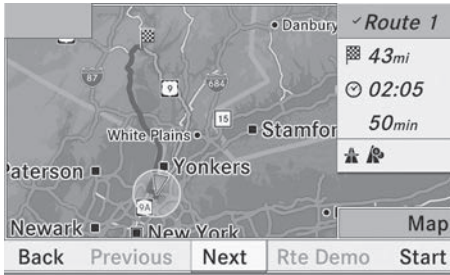 Danbury
Route 1
43mi
87
9
684
02:05
15
50min
White Plains
Stamfor
Paterson
Yonkers
9A
Newark
New York
Map
Back Previous Next Rte Demo Start